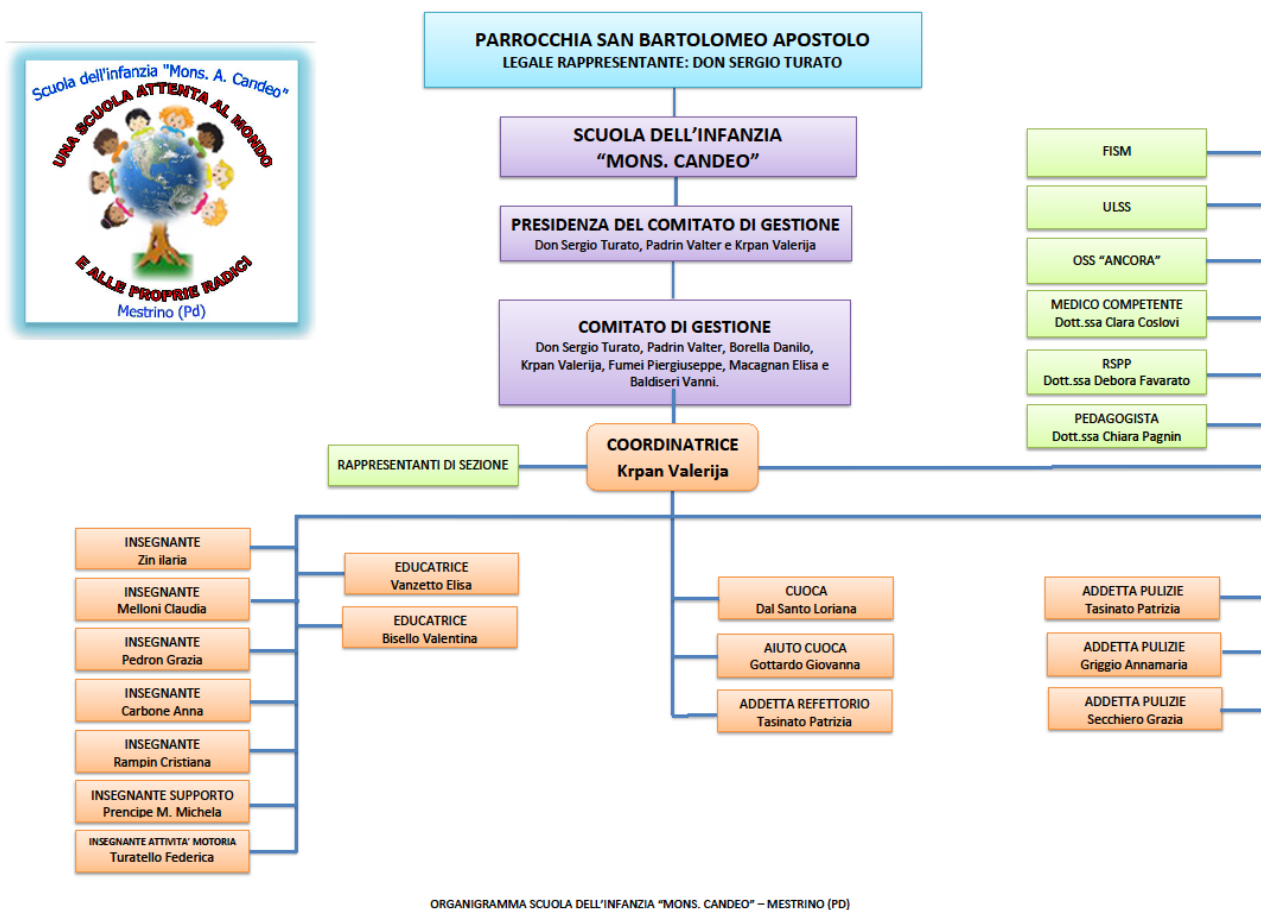 PARROCCHIA SAN BARTOLOMEO APOSTOLO
LEGALE RAPPRESENTANTE: DON SERGIO TURATO
Scuola dell'infanzia "Mons. A. Candeo"
UNA SCUOLA ATTENTA AL MONDO
E ALLE PROPRIE RADICI
Mestrino (Pd)
SCUOLA DELL'INFANZIA
"MONS. CANDEO"
PRESIDENZA DEL COMITATO DI GESTIONE
Don Sergio Turato, Padrin Valter e Krpan Valerija
COMITATO DI GESTIONE
Don Sergio Turato, Padrin Valter, Borella Danilo,
Krpan Valerija, Fumei Piergiuseppe, Macagnan Elisa e
Baldiseri Vanni.
FISM
ULSS
OSS "ANCORA"
MEDICO COMPETENTE
Dott.ssa Clara Coslovi
RSPP
Dott.ssa Debora Favarato
PEDAGOGISTA
Dott.ssa Chiara Pagnin
COORDINATRICE
Krpan Valerija
RAPPRESENTANTI DI SEZIONE
INSEGNANTE
Zin ilaria
INSEGNANTE
Melloni Claudia
INSEGNANTE
Pedron Grazia
INSEGNANTE
Carbone Anna
INSEGNANTE
Rampin Cristiana
INSEGNANTE SUPPORTO
Prencipe M. Michela
INSEGNANTE ATTIVITA' MOTORIA
Turatello Federica
EDUCATRICE
Vanzetto Elisa
EDUCATRICE
Bisello Valentina
CUOCA
Dal Santo Loriana
AIUTO CUOCA
Gottardo Giovanna
ADDETTA REFETTORIO
Tasinato Patrizia
ADDETTA PULIZIE
Tasinato Patrizia
ADDETTA PULIZIE
Griggio Annamaria
ADDETTA PULIZIE
Secchiero Grazia
ORGANIGRAMMA SCUOLA DELL'INFANZIA "MONS. CANDEO" – MESTRINO (PD)